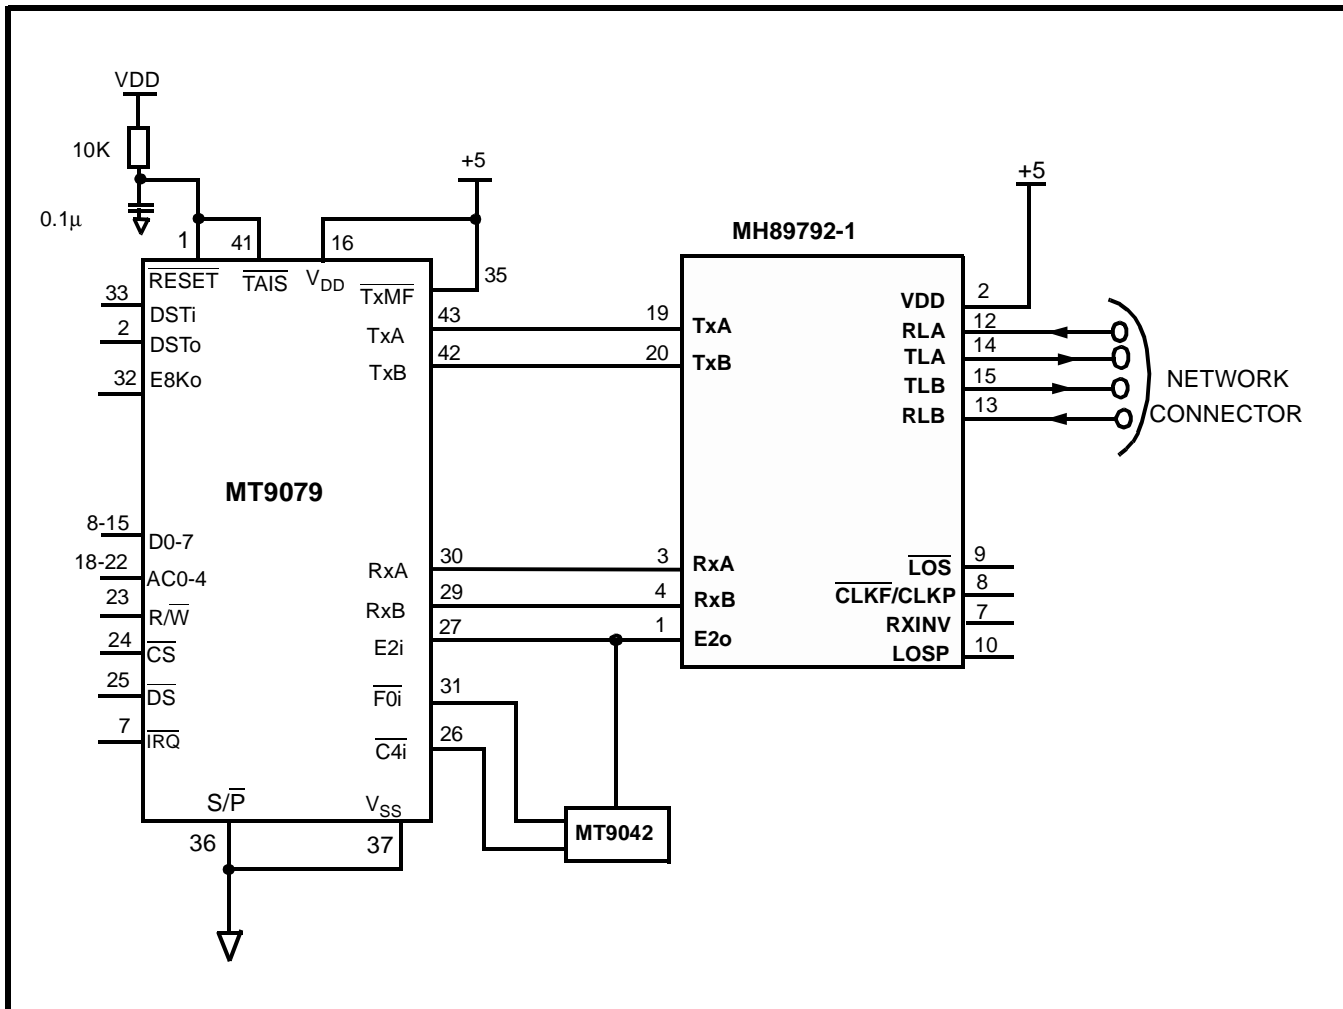 VDD
10K
0.1µ
+5
+5
MH89792-1
1
41
16
35
RESET
TAIS
VDD
TxMF
33
DSTi
2
DSTo
32
E8Ko
43
TxA
42
TxB
19
TxA
20
TxB
VDD
2
RLA
12
TLA
14
TLB
15
RLB
13
NETWORK
CONNECTOR
MT9079
8-15
D0-7
18-22
AC0-4
23
R/W
24
CS
25
DS
7
IRQ
RxA
30
RxB
29
E2i
27
F0i
31
C4i
26
3
RxA
4
RxB
1
E2o
LOS
9
CLKF/CLKP
8
RXINV
7
LOSP
10
S/P
VSS
36
37
MT9042